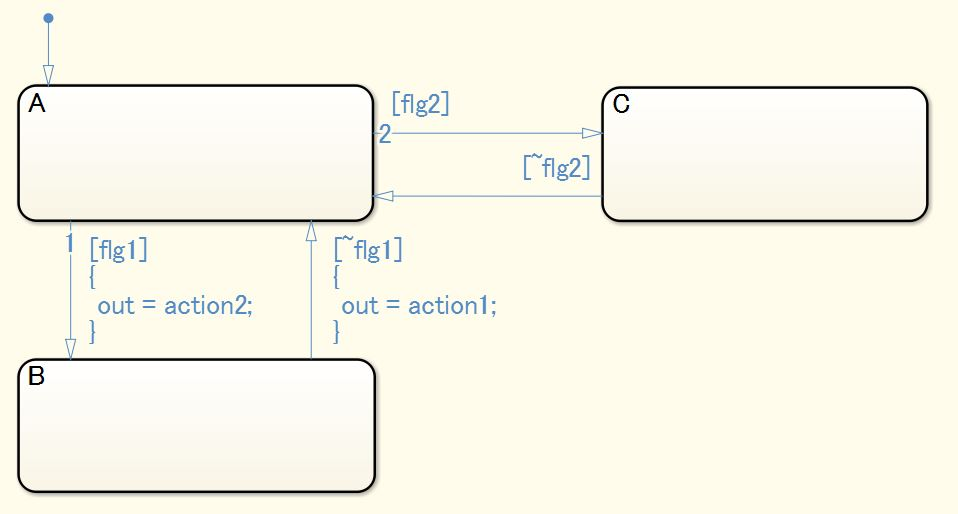 A
[flg2]
C
2
[~flg2]
1
[flg1]
{
out = action2;
}
[~flg1]
{
out = action1;
}
B